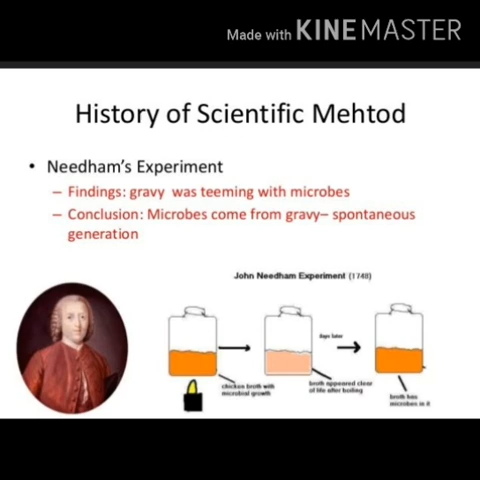 Made with KINEMASTER
History of Scientific Mehtod
• Needham's Experiment
– Findings: gravy was teeming with microbes
– Conclusion: Microbes come from gravy– spontaneous
generation
John Needham Experiment (1748)
Days later
chicken broth with
microbial growth
broth appeared clear
of life after boiling
broth has
microbes in it